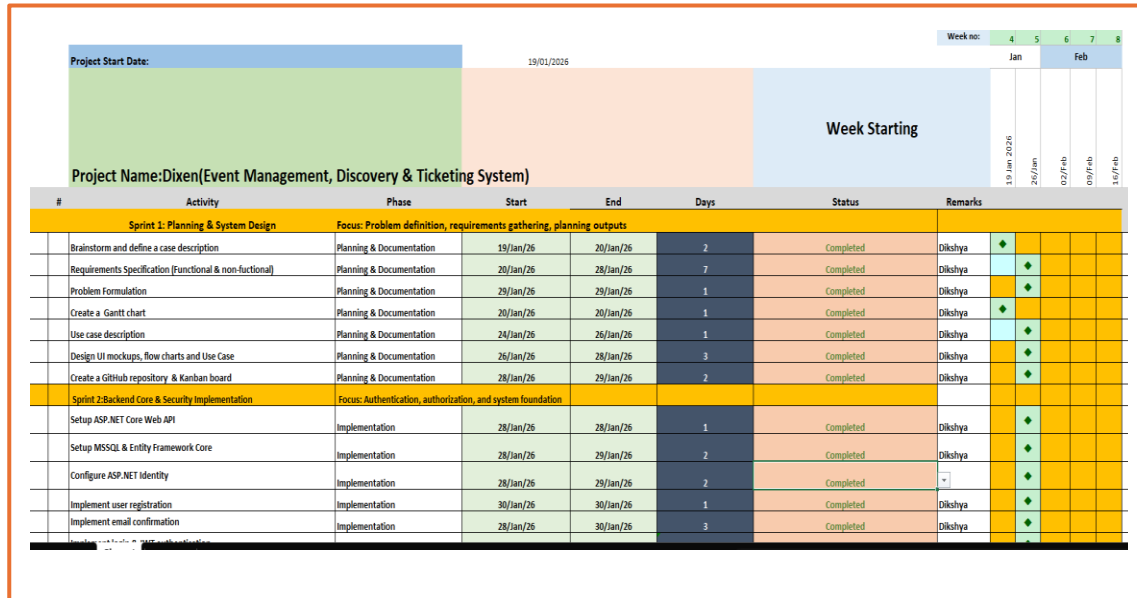 Week no: 4 5 6 7 8
Project Start Date: 19/01/2026 Jan Feb
Week Starting
19 Jan 2026 26/Jan 02/Feb 09/Feb 16/Feb
Project Name:Dixen(Event Management, Discovery & Ticketing System)
# Activity Phase Start End Days Status Remarks
Sprint 1: Planning & System Design Focus: Problem definition, requirements gathering, planning outputs
Brainstorm and define a case description Planning & Documentation 19/Jan/26 20/Jan/26 2 Completed Dikshya
Requirements Specification (Functional & non-fuctional) Planning & Documentation 20/Jan/26 28/Jan/26 7 Completed Dikshya
Problem Formulation Planning & Documentation 29/Jan/26 29/Jan/26 1 Completed Dikshya
Create a Gantt chart Planning & Documentation 20/Jan/26 20/Jan/26 1 Completed Dikshya
Use case description Planning & Documentation 24/Jan/26 26/Jan/26 1 Completed Dikshya
Design UI mockups, flow charts and Use Case Planning & Documentation 26/Jan/26 28/Jan/26 3 Completed Dikshya
Create a GitHub repository & Kanban board Planning & Documentation 28/Jan/26 29/Jan/26 2 Completed Dikshya
Sprint 2:Backend Core & Security Implementation Focus: Authentication, authorization, and system foundation
Setup ASP.NET Core Web API Implementation 28/Jan/26 28/Jan/26 1 Completed Dikshya
Setup MSSQL & Entity Framework Core Implementation 28/Jan/26 29/Jan/26 2 Completed Dikshya
Configure ASP.NET Identity Implementation 28/Jan/26 29/Jan/26 2 Completed
Implement user registration Implementation 30/Jan/26 30/Jan/26 1 Completed Dikshya
Implement email confirmation Implementation 28/Jan/26 30/Jan/26 3 Completed Dikshya